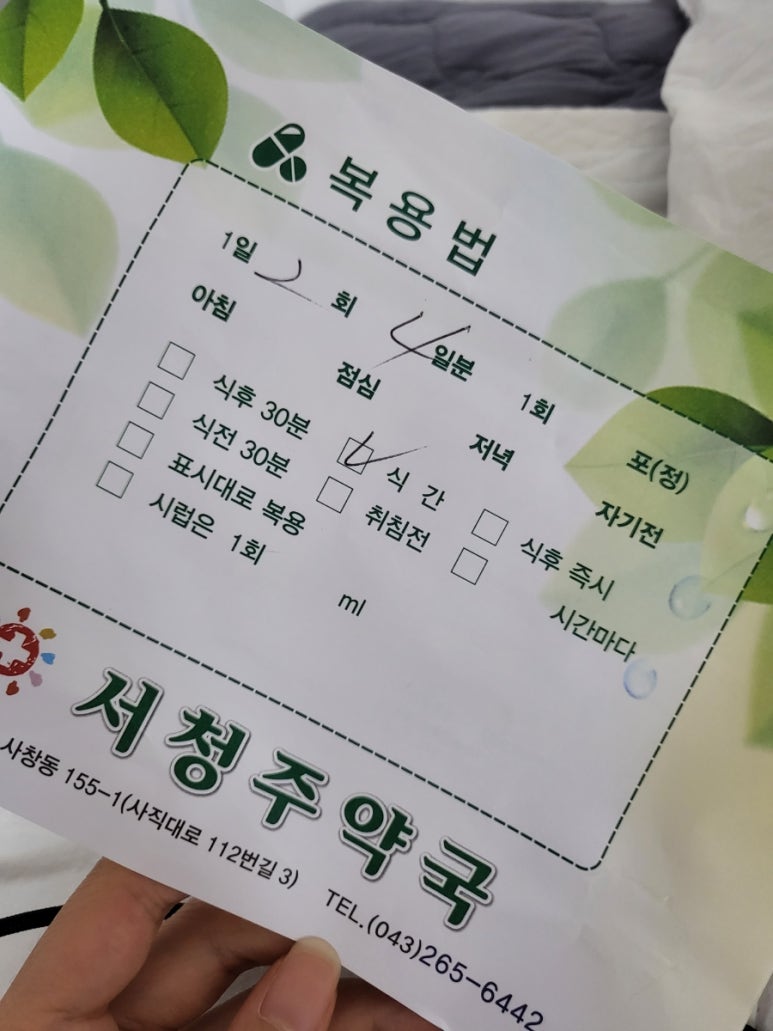 복용법
1일 2 회 4 일분 1회 포(정)
아침 점심 저녁 자기전
식후 30분 식 간 식후 즉시
식전 30분 취침전 시간마다
표시대로 복용
시럽은 1회 ml
서청주약국
사창동 155-1(사직대로 112번길 3) TEL.(043)265-6442